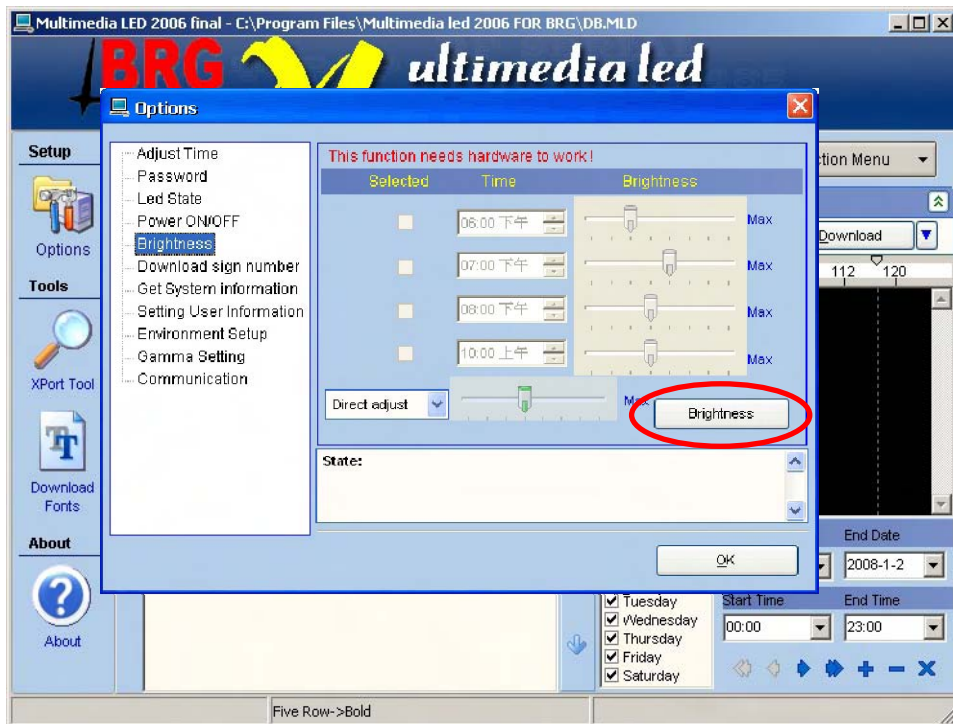 Multimedia LED 2006 final - C:\Program Files\Multimedia led 2006 FOR BRG\DB.MLD
BRG Multimedia led
Options
Setup
Options
Tools
XPort Tool
Download
Fonts
About
About
Adjust Time
Password
Led State
Power ON/OFF
Brightness
Download sign number
Get System information
Setting User Information
Environment Setup
Gamma Setting
Communication
This function needs hardware to work!
Selected Time Brightness
06:00 下午 Max
07:00 下午 Max
08:00 下午 Max
10:00 上午 Max
Direct adjust Max Brightness
State:
OK
ction Menu
Download
112 120
End Date
2008-1-2
Tuesday
Wednesday
Thursday
Friday
Saturday
Start Time End Time
00:00 23:00
Five Row->Bold